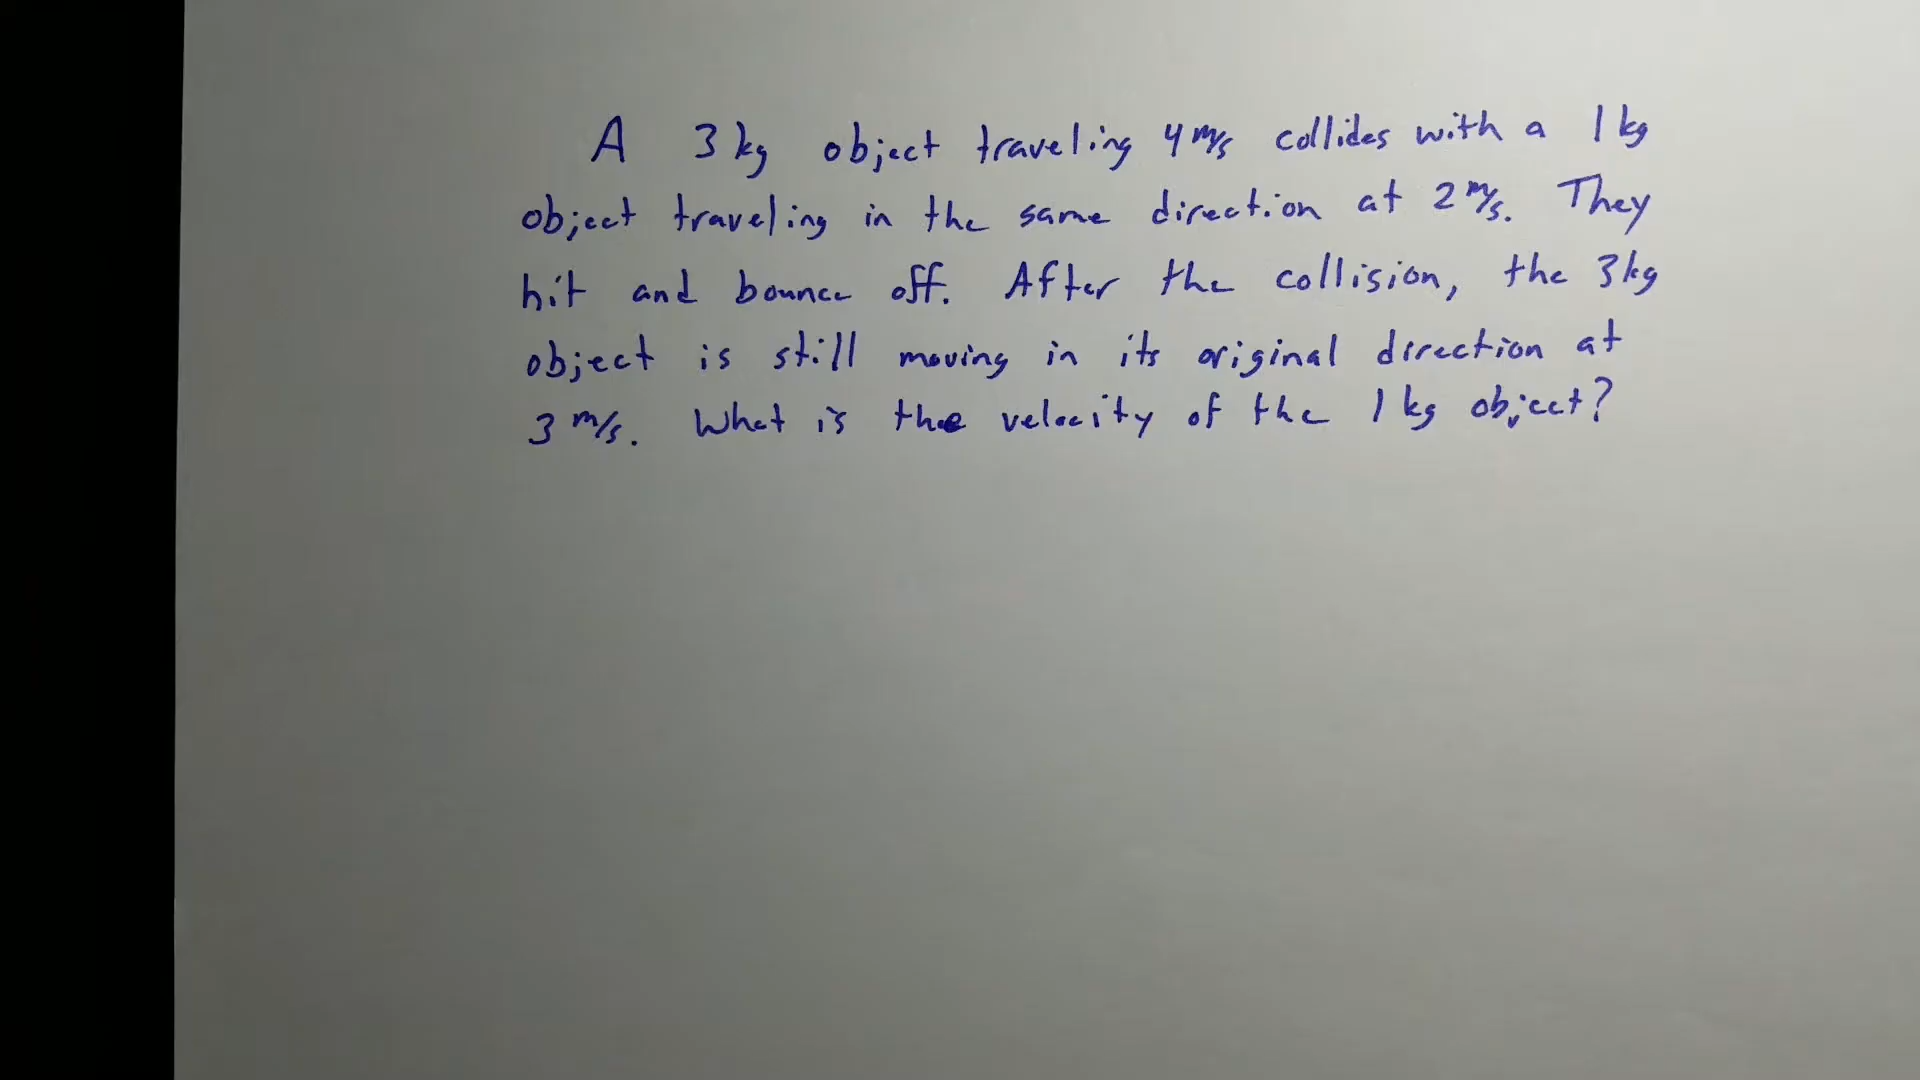 A 3 kg object traveling 4 m/s collides with a 1 kg
object traveling in the same direction at 2 m/s. They
hit and bounce off. After the collision, the 3 kg
object is still moving in its original direction at
3 m/s. What is the velocity of the 1 kg object?